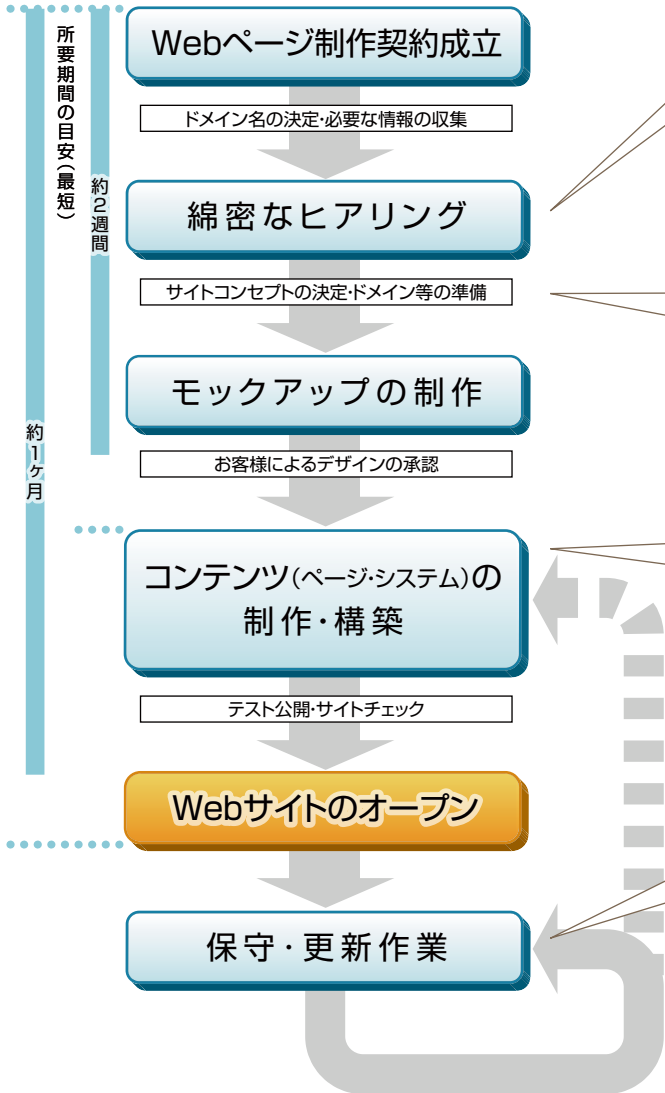 所要期間の目安（最短）
約2週間
約1ヶ月
Webページ制作契約成立
ドメイン名の決定・必要な情報の収集
綿密なヒアリング
サイトコンセプトの決定・ドメイン等の準備
モックアップの制作
お客様によるデザインの承認
コンテンツ（ページ・システム）の
制作・構築
テスト公開・サイトチェック
Webサイトのオープン
保守・更新作業